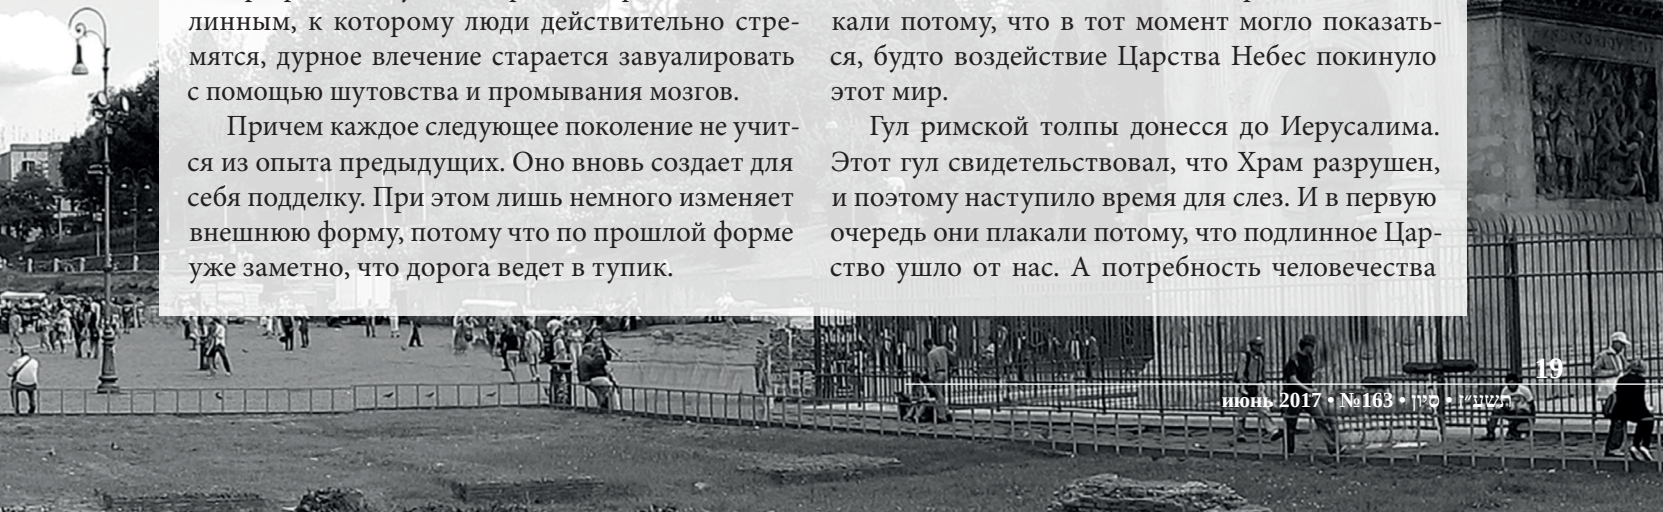 линным, к которому люди действительно стре-
мятся, дурное влечение старается завуалировать
с помощью шутовства и промывания мозгов.
Причем каждое следующее поколение не учит-
ся из опыта предыдущих. Оно вновь создает для
себя подделку. При этом лишь немного изменяет
внешнюю форму, потому что по прошлой форме
уже заметно, что дорога ведет в тупик.
кали потому, что в тот момент могло показать-
ся, будто воздействие Царства Небес покинуло
этот мир.
Гул римской толпы донесся до Иерусалима.
Этот гул свидетельствовал, что Храм разрушен,
и поэтому наступило время для слез. И в первую
очередь они плакали потому, что подлинное Цар-
ство ушло от нас. А потребность человечества
19
июнь 2017 • №163 • סיון • תשע״ז